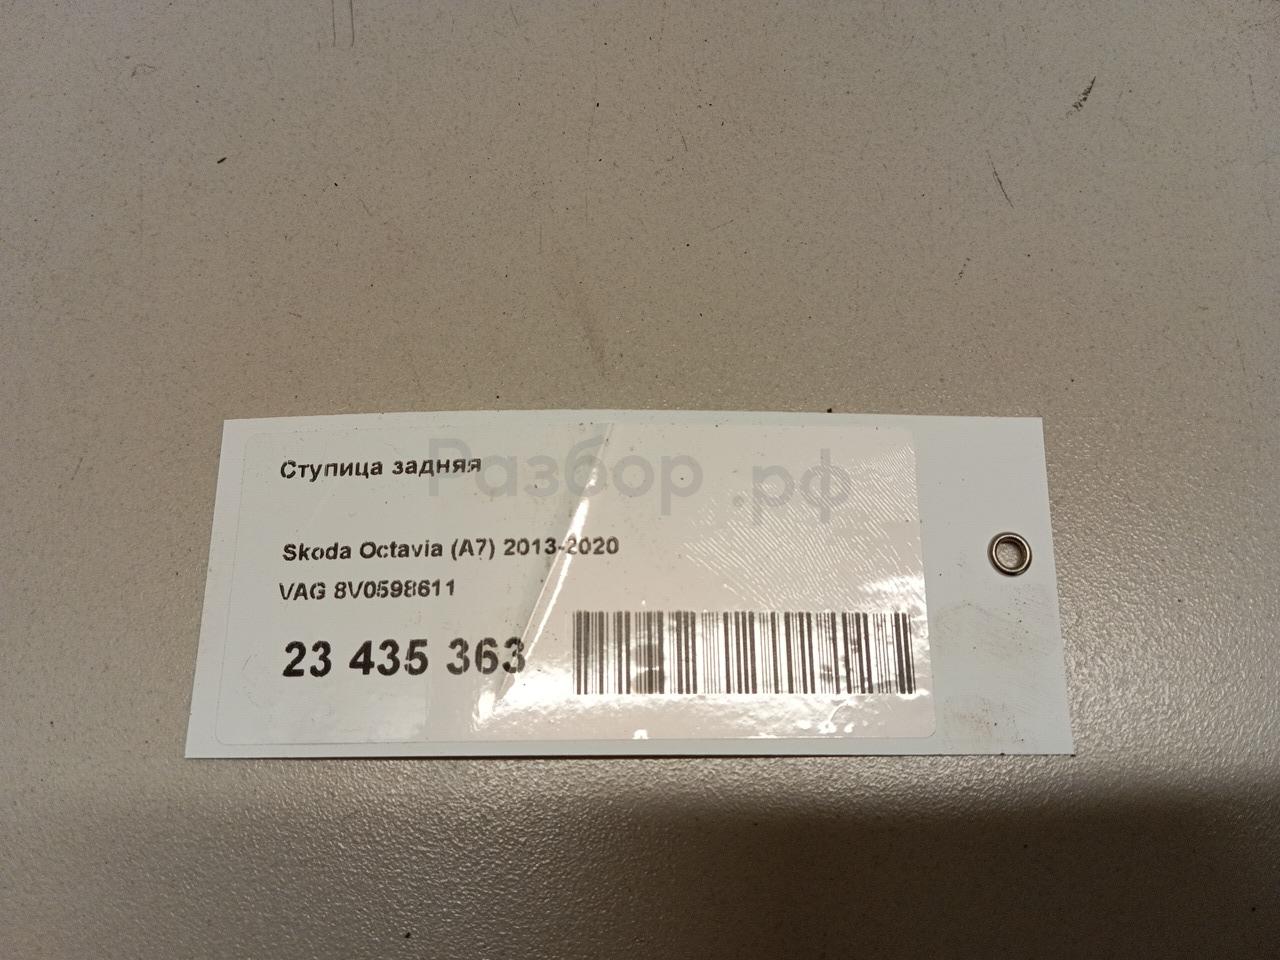 Ступица задняя
Разбор.рф
Skoda Octavia (A7) 2013-2020
VAG 8V0598611
23 435 363